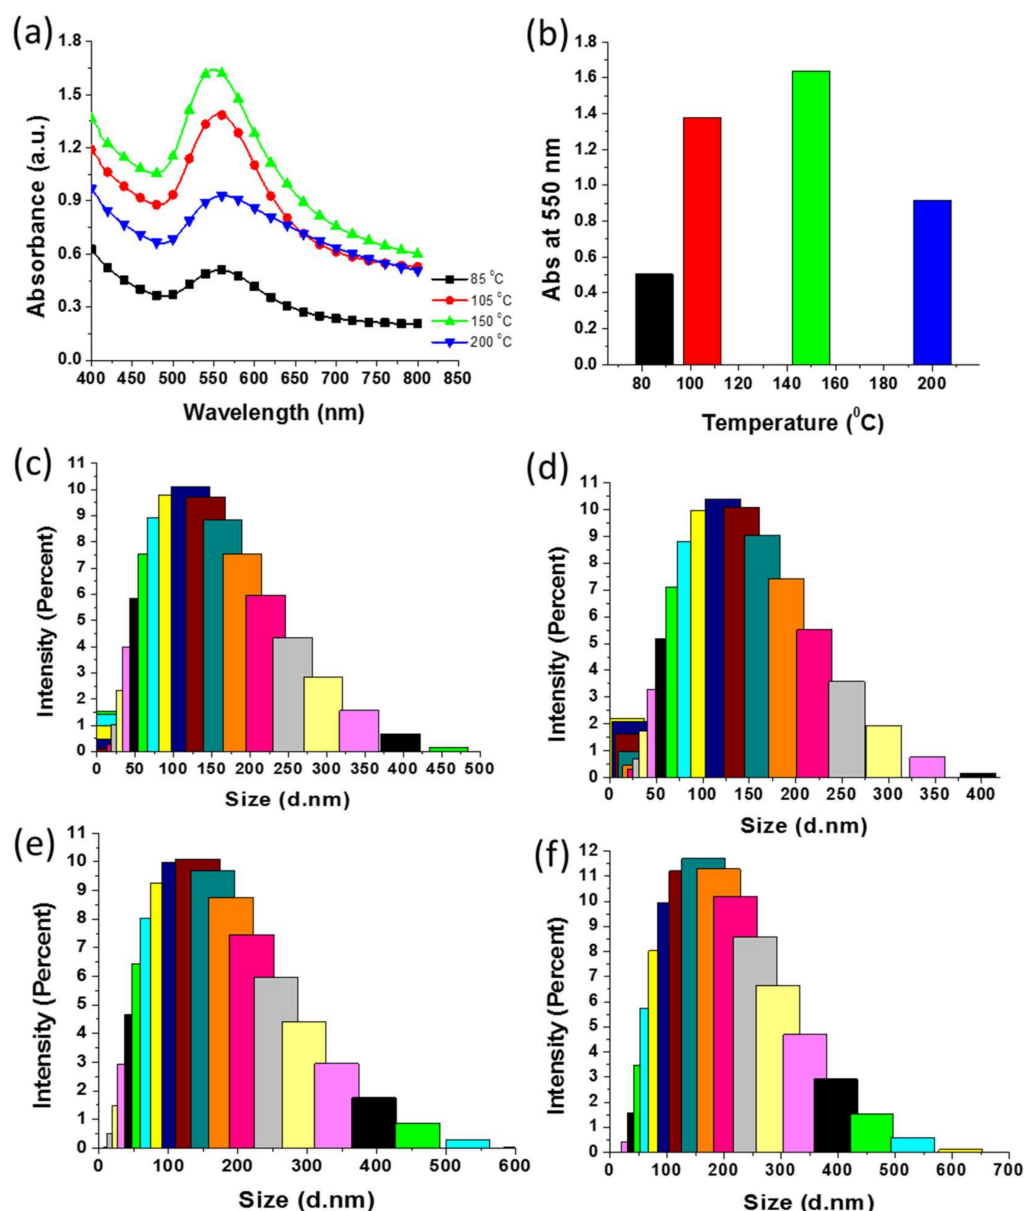 (a)
1.8
1.5
1.2
0.9
0.6
0.3
0.0
Absorbance (a.u.)
400 450 500 550 600 650 700 750 800 850
Wavelength (nm)
85 °C
105 °C
150 °C
200 °C
(b)
1.8
1.6
1.4
1.2
1.0
0.8
0.6
0.4
0.2
0.0
Abs at 550 nm
80 100 120 140 160 180 200
Temperature (⁰C)
(c)
11
10
9
8
7
6
5
4
3
2
1
0
Intensity (Percent)
0 50 100 150 200 250 300 350 400 450 500
Size (d.nm)
(d)
11
10
9
8
7
6
5
4
3
2
1
0
Intensity (Percent)
0 50 100 150 200 250 300 350 400
Size (d.nm)
(e)
11
10
9
8
7
6
5
4
3
2
1
0
Intensity (Percent)
0 100 200 300 400 500 600
Size (d.nm)
(f)
12
11
10
9
8
7
6
5
4
3
2
1
0
Intensity (Percent)
0 100 200 300 400 500 600 700
Size (d.nm)